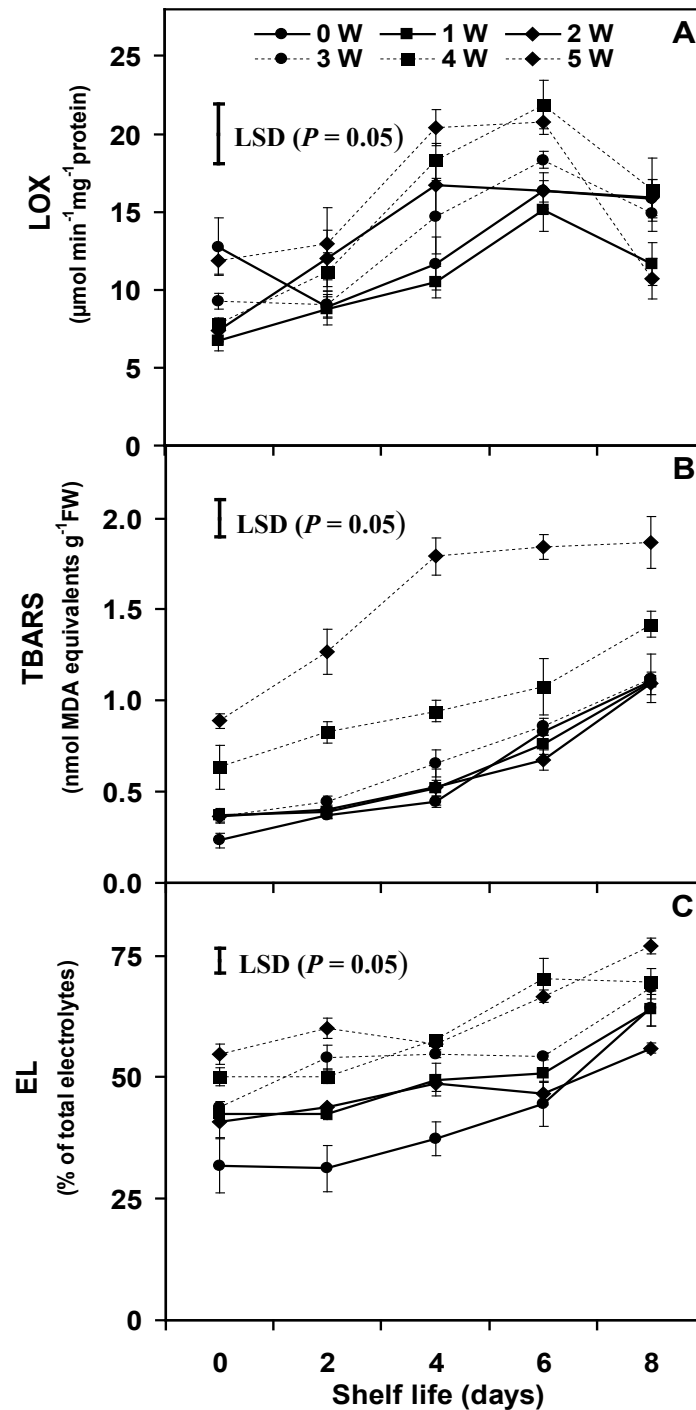 0 W 1 W 2 W A
3 W 4 W 5 W
25
20
15
10
5
0
LSD (P = 0.05)
LOX
(µmol min⁻¹mg⁻¹protein)
B
2.0
1.5
1.0
0.5
0.0
LSD (P = 0.05)
TBARS
(nmol MDA equivalents g⁻¹FW)
C
75
50
25
0
LSD (P = 0.05)
EL
(% of total electrolytes)
0 2 4 6 8
Shelf life (days)